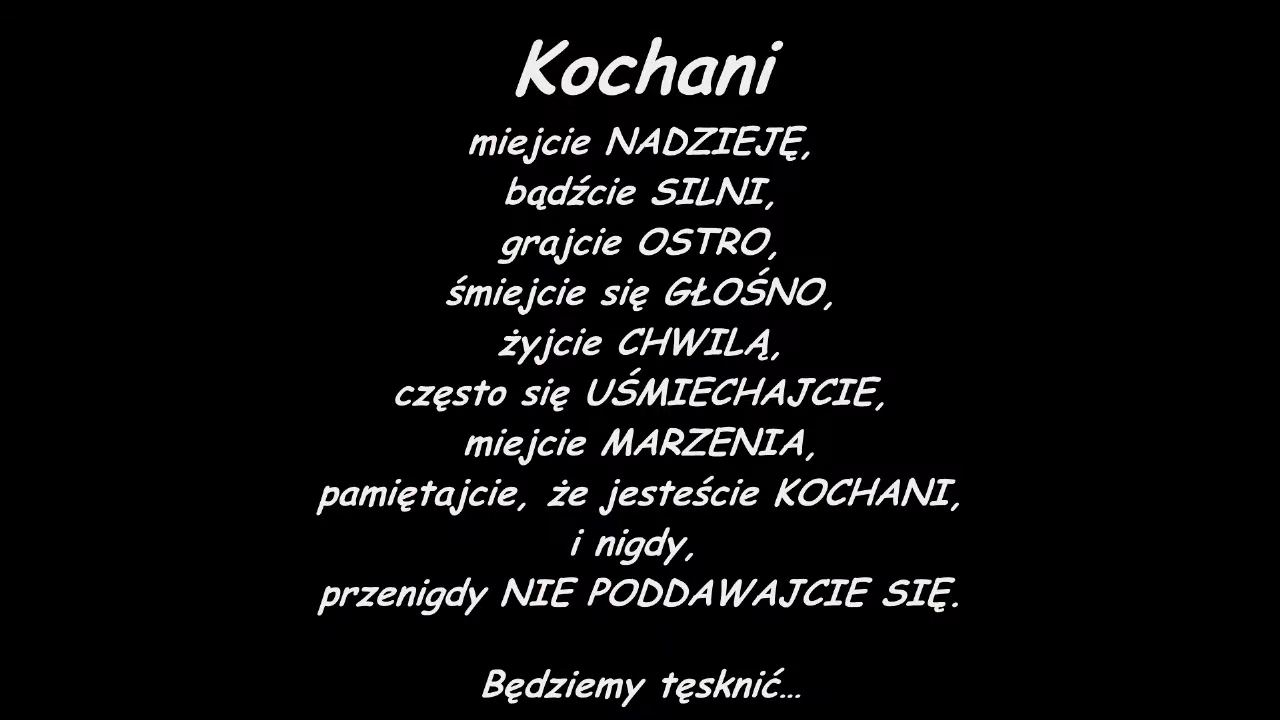 Kochani
miejcie NADZIEJĘ,
bądźcie SILNI,
grajcie OSTRO,
śmiejcie się GŁOŚNO,
żyjcie CHWILĄ,
często się UŚMIECHAJCIE,
miejcie MARZENIA,
pamiętajcie, że jesteście KOCHANI,
i nigdy,
przenigdy NIE PODDAWAJCIE SIĘ.
Będziemy tęsknić...